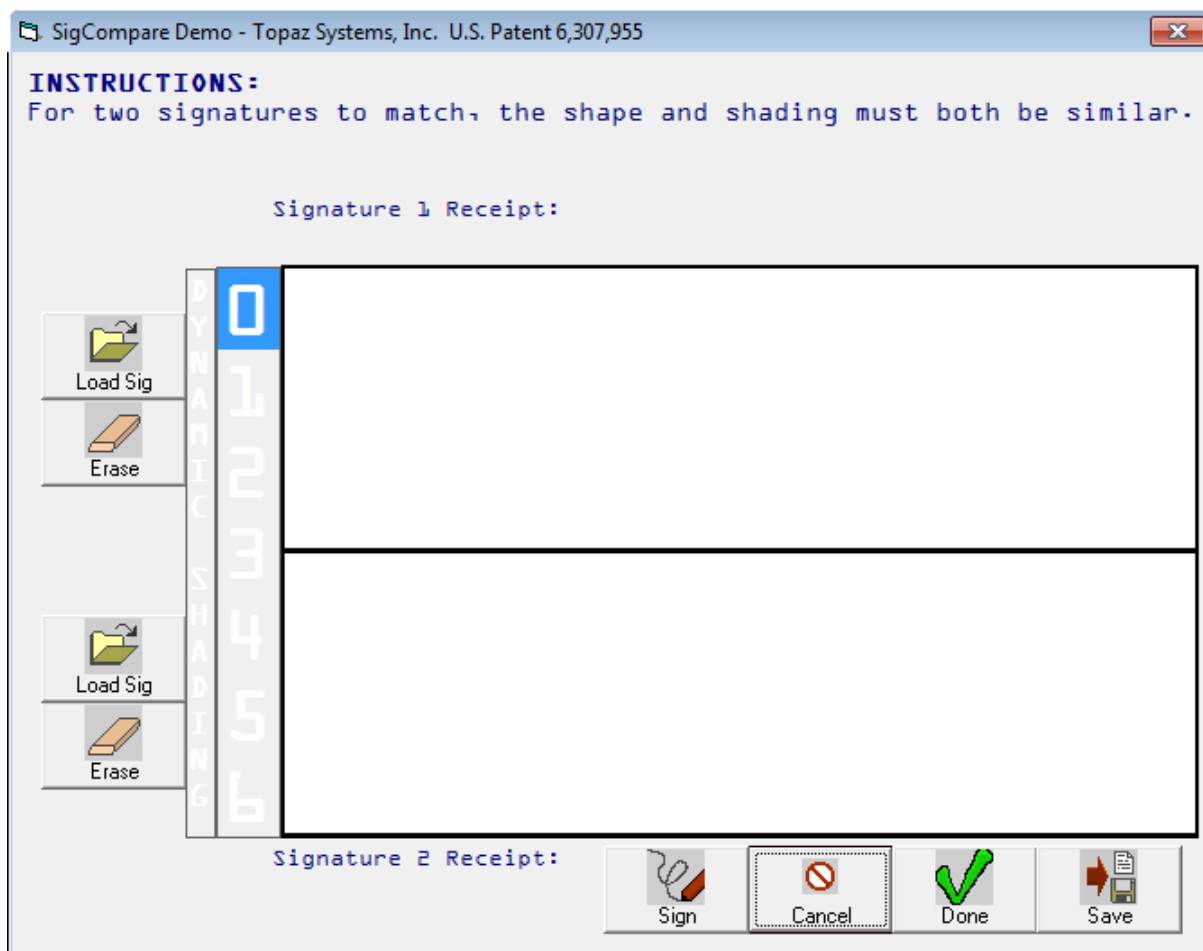 SigCompare Demo - Topaz Systems, Inc. U.S. Patent 6,307,955
INSTRUCTIONS:
For two signatures to match, the shape and shading must both be similar.
Signature 1 Receipt:
Load Sig
Erase
DYNAMIC SHADING
0
1
2
3
4
5
6
Load Sig
Erase
Signature 2 Receipt:
Sign
Cancel
Done
Save